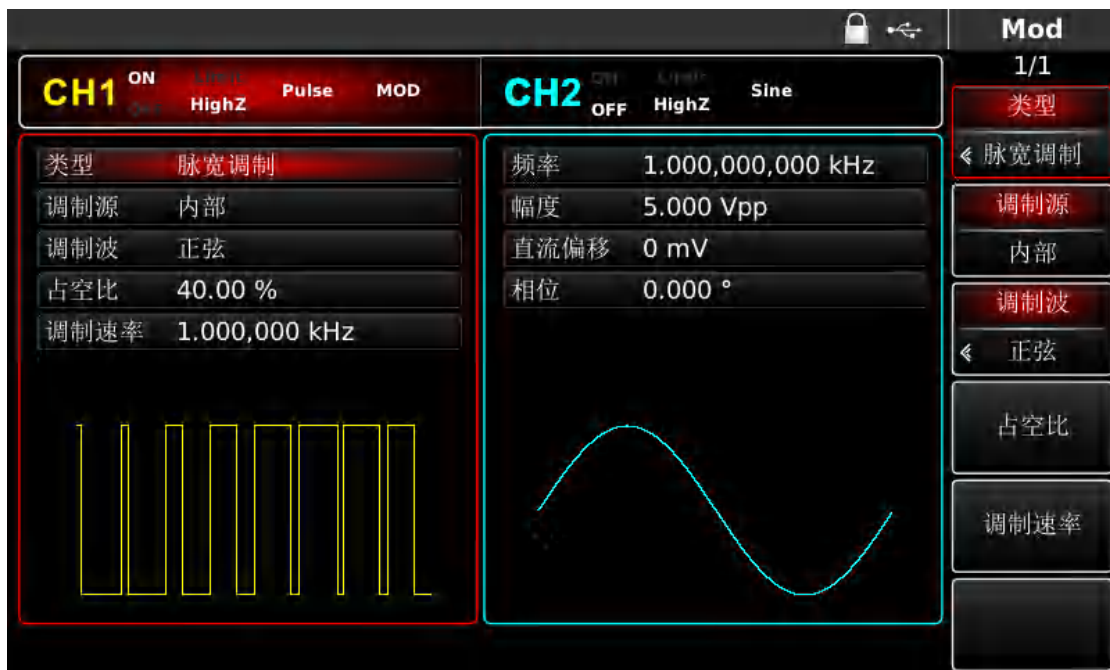 Mod
1/1
CH1 ON HighZ Pulse MOD
CH2 OFF HighZ Sine
类型 脉宽调制
调制源 内部
调制波 正弦
占空比 40.00 %
调制速率 1.000,000 kHz
频率 1.000,000,000 kHz
幅度 5.000 Vpp
直流偏移 0 mV
相位 0.000 °
类型
脉宽调制
调制源
内部
调制波
正弦
占空比
调制速率